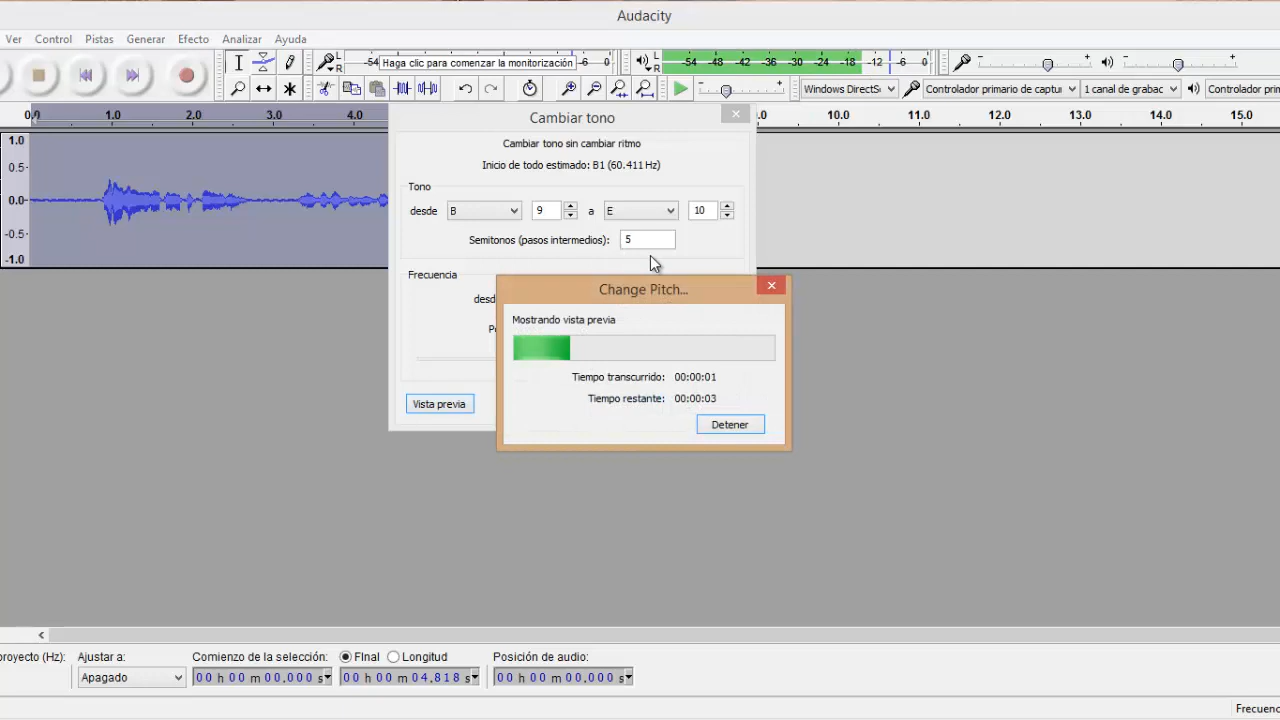 Audacity
Ver Control Pistas Generar Efecto Analizar Ayuda
L R -54 Haga clic para comenzar la monitorización -6 0 L R -54 -48 -42 -36 -30 -24 -18 -12 -6 0
Controlador primario de captur 1 canal de grabac
0.0 1.0 2.0 3.0 4.0 10.0 11.0 12.0 13.0 14.0 15.0
1.0
0.5
0.0
-0.5
-1.0
Cambiar tono
Cambiar tono sin cambiar ritmo
Inicio de todo estimado: B1 (60.411 Hz)
Tono
desde B 9 a E 10
Semitonos (pasos intermedios): 5
Frecuencia
Vista previa
Change Pitch...
Mostrando vista previa
Tiempo transcurrido: 00:00:01
Tiempo restante: 00:00:03
Detener
royecto (Hz): Ajustar a: Comienzo de la selección: FInal Longitud Posición de audio:
Apagado 00 h 00 m 00.000 s 00 h 00 m 04.818 s 00 h 00 m 00.000 s